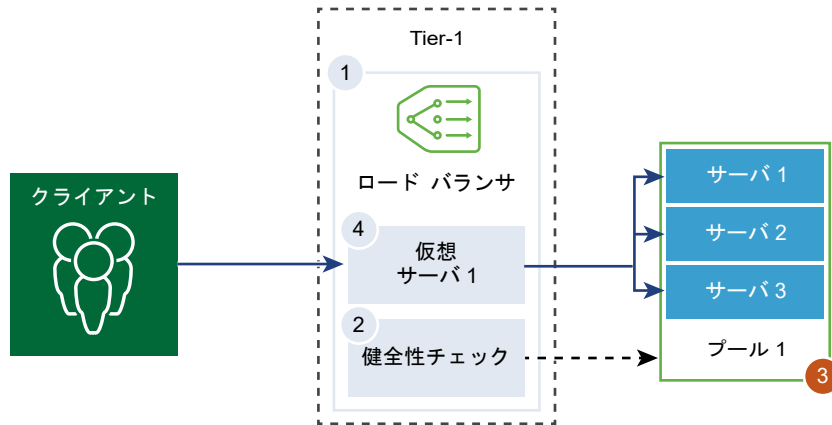 Tier-1
1
ロード バランサ
クライアント
4
仮想
サーバ 1
2
健全性チェック
サーバ 1
サーバ 2
サーバ 3
プール 1
3